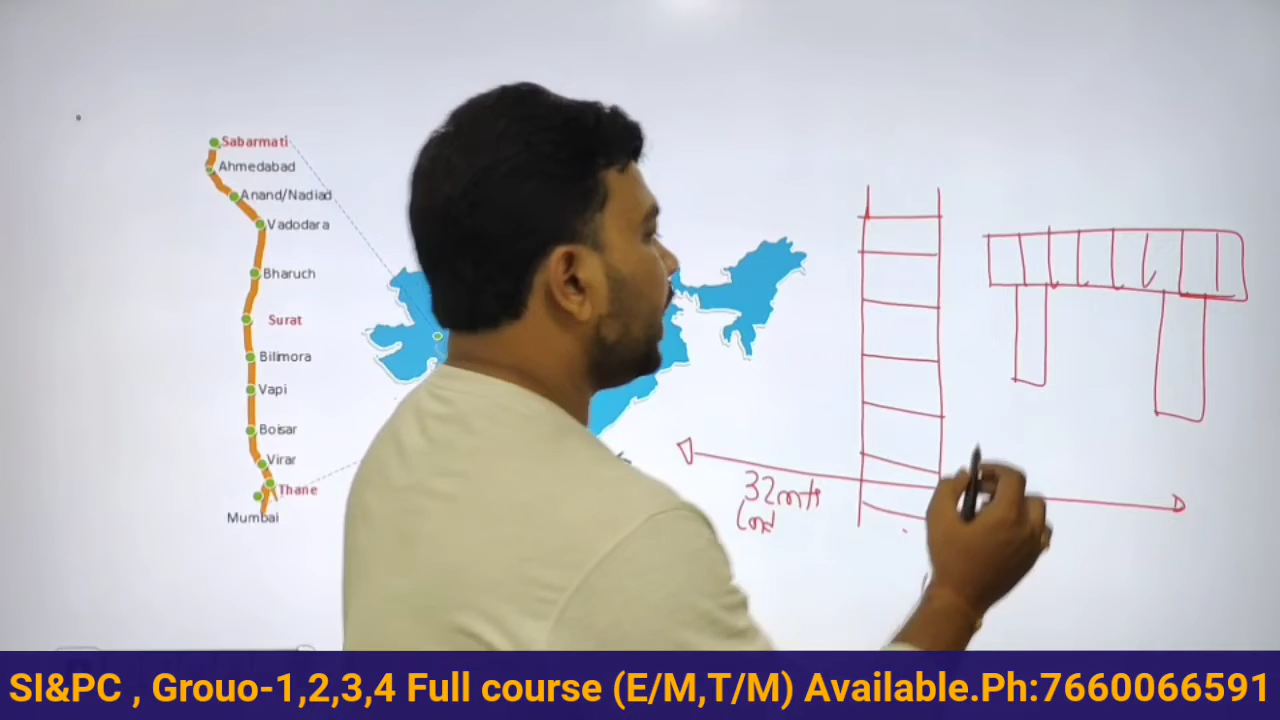 Sabarmati
Ahmedabad
Anand/Nadiad
Vadodara
Bharuch
Surat
Bilimora
Vapi
Boisar
Virar
Thane
Mumbai
32mts
SI&PC , Grouo-1,2,3,4 Full course (E/M,T/M) Available.Ph:7660066591